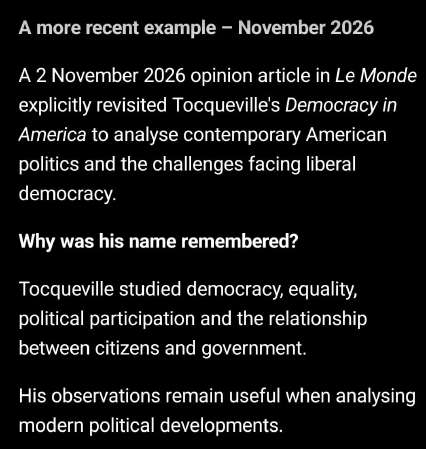 A more recent example – November 2026
A 2 November 2026 opinion article in Le Monde
explicitly revisited Tocqueville's Democracy in
America to analyse contemporary American
politics and the challenges facing liberal
democracy.
Why was his name remembered?
Tocqueville studied democracy, equality,
political participation and the relationship
between citizens and government.
His observations remain useful when analysing
modern political developments.